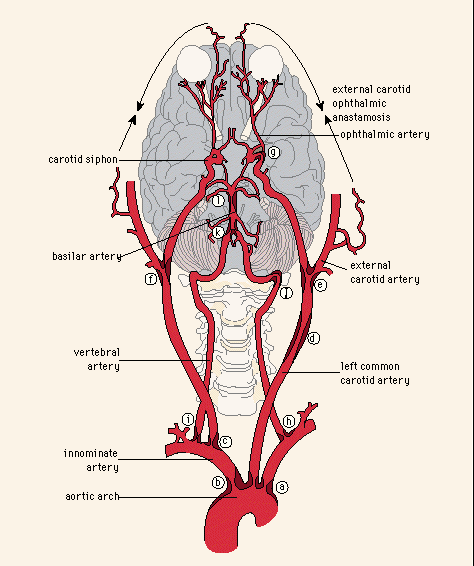 external carotid
ophthalmic
anastamosis
ophthalmic artery
g
carotid siphon
l
k
basilar artery
f
external
carotid artery
e
J
d
vertebral
artery
left common
carotid artery
i
h
c
innominate
artery
b
a
aortic arch